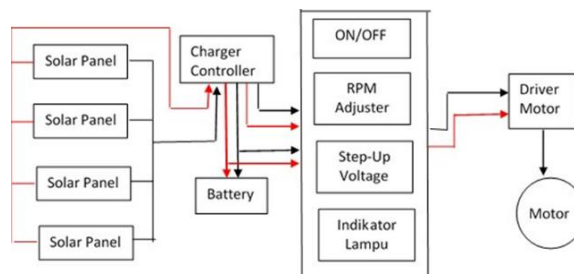 Solar Panel
Solar Panel
Solar Panel
Solar Panel
Charger
Controller
Battery
ON/OFF
RPM
Adjuster
Step-Up
Voltage
Indikator
Lampu
Driver
Motor
Motor